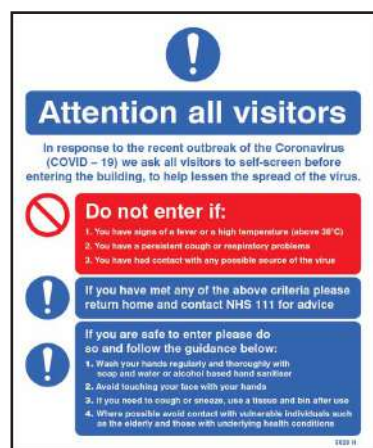 !
Attention all visitors
In response to the recent outbreak of the Coronavirus
(COVID – 19) we ask all visitors to self-screen before
entering the building, to help lessen the spread of the virus.
Do not enter if:
1. You have signs of a fever or a high temperature (above 38°C)
2. You have a persistent cough or respiratory problems
3. You have had contact with any possible source of the virus
!
If you have met any of the above criteria please
return home and contact NHS 111 for advice
!
If you are safe to enter please do
so and follow the guidance below:
1. Wash your hands regularly and thoroughly with
soap and water or alcohol based hand sanitiser
2. Avoid touching your face with your hands
3. If you need to cough or sneeze, use a tissue and bin after use
4. Where possible avoid contact with vulnerable individuals such
as the elderly and those with underlying health conditions